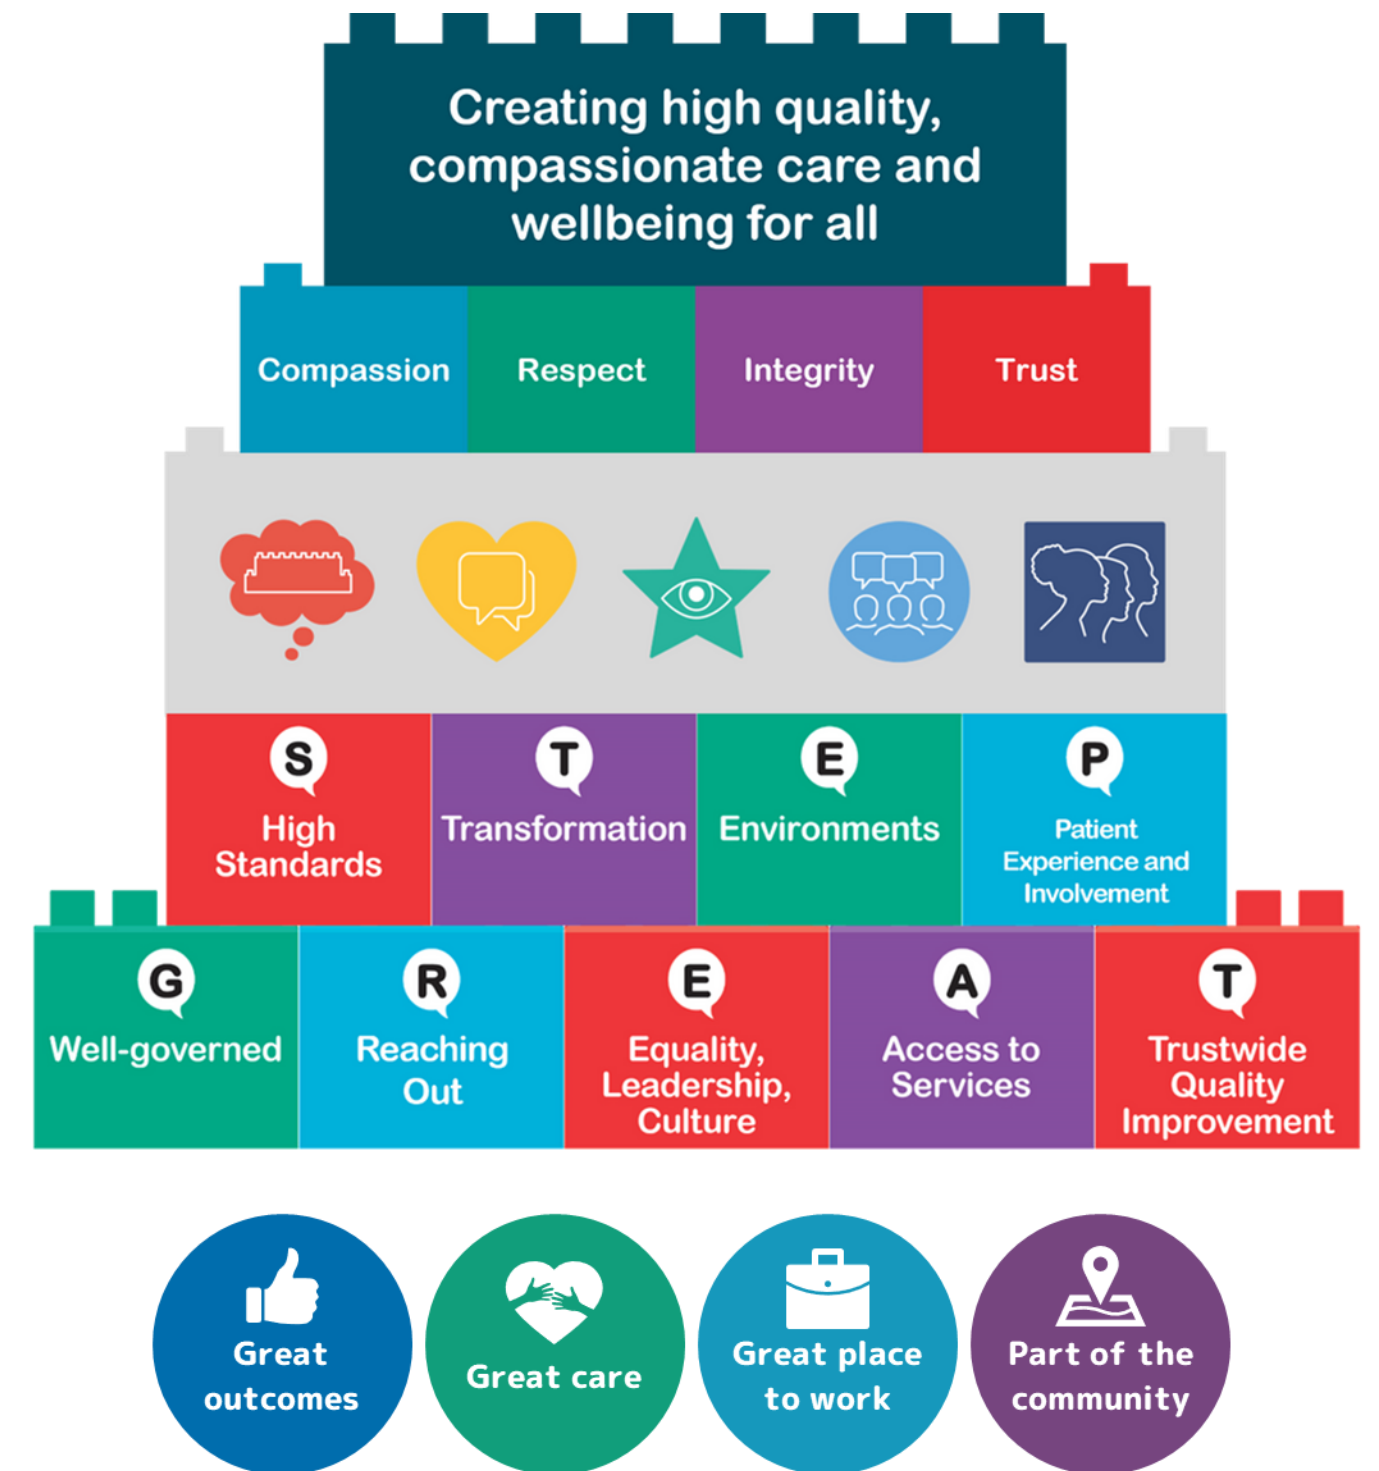 Creating high quality,
compassionate care and
wellbeing for all
Compassion
Respect
Integrity
Trust
S
High
Standards
T
Transformation
E
Environments
P
Patient
Experience and
Involvement
G
Well-governed
R
Reaching
Out
E
Equality,
Leadership,
Culture
A
Access to
Services
T
Trustwide
Quality
Improvement
Great
outcomes
Great care
Great place
to work
Part of the
community